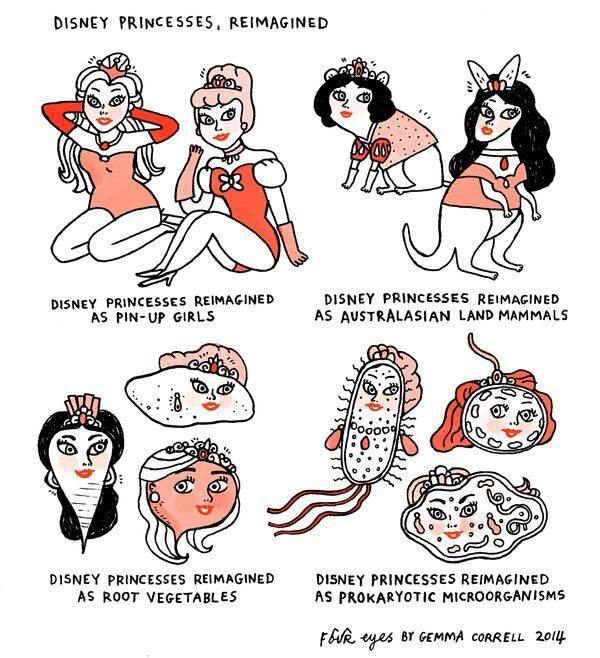 DISNEY PRINCESSES, REIMAGINED
DISNEY PRINCESSES REIMAGINED
AS PIN-UP GIRLS
DISNEY PRINCESSES REIMAGINED
AS AUSTRALASIAN LAND MAMMALS
DISNEY PRINCESSES REIMAGINED
AS ROOT VEGETABLES
DISNEY PRINCESSES REIMAGINED
AS PROKARYOTIC MICROORGANISMS
Four eyes BY GEMMA CORRELL 2014